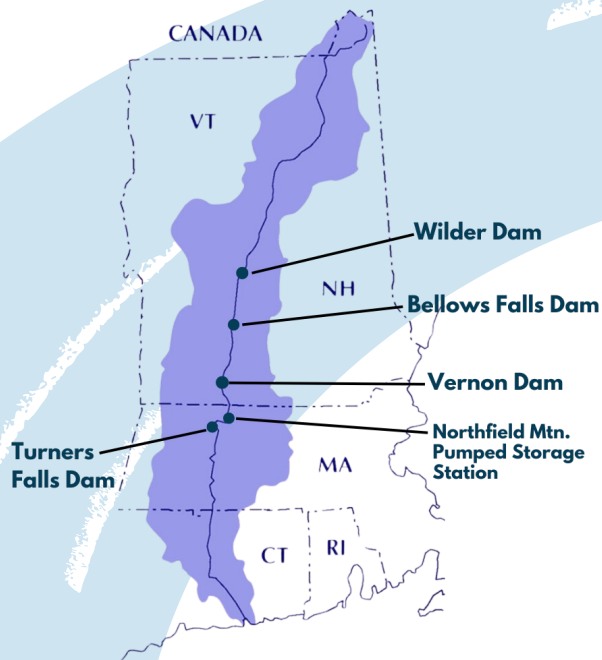 CANADA
VT
Wilder Dam
NH
Bellows Falls Dam
Vernon Dam
Northfield Mtn.
Pumped Storage
Station
Turners
Falls Dam
MA
CT
RI